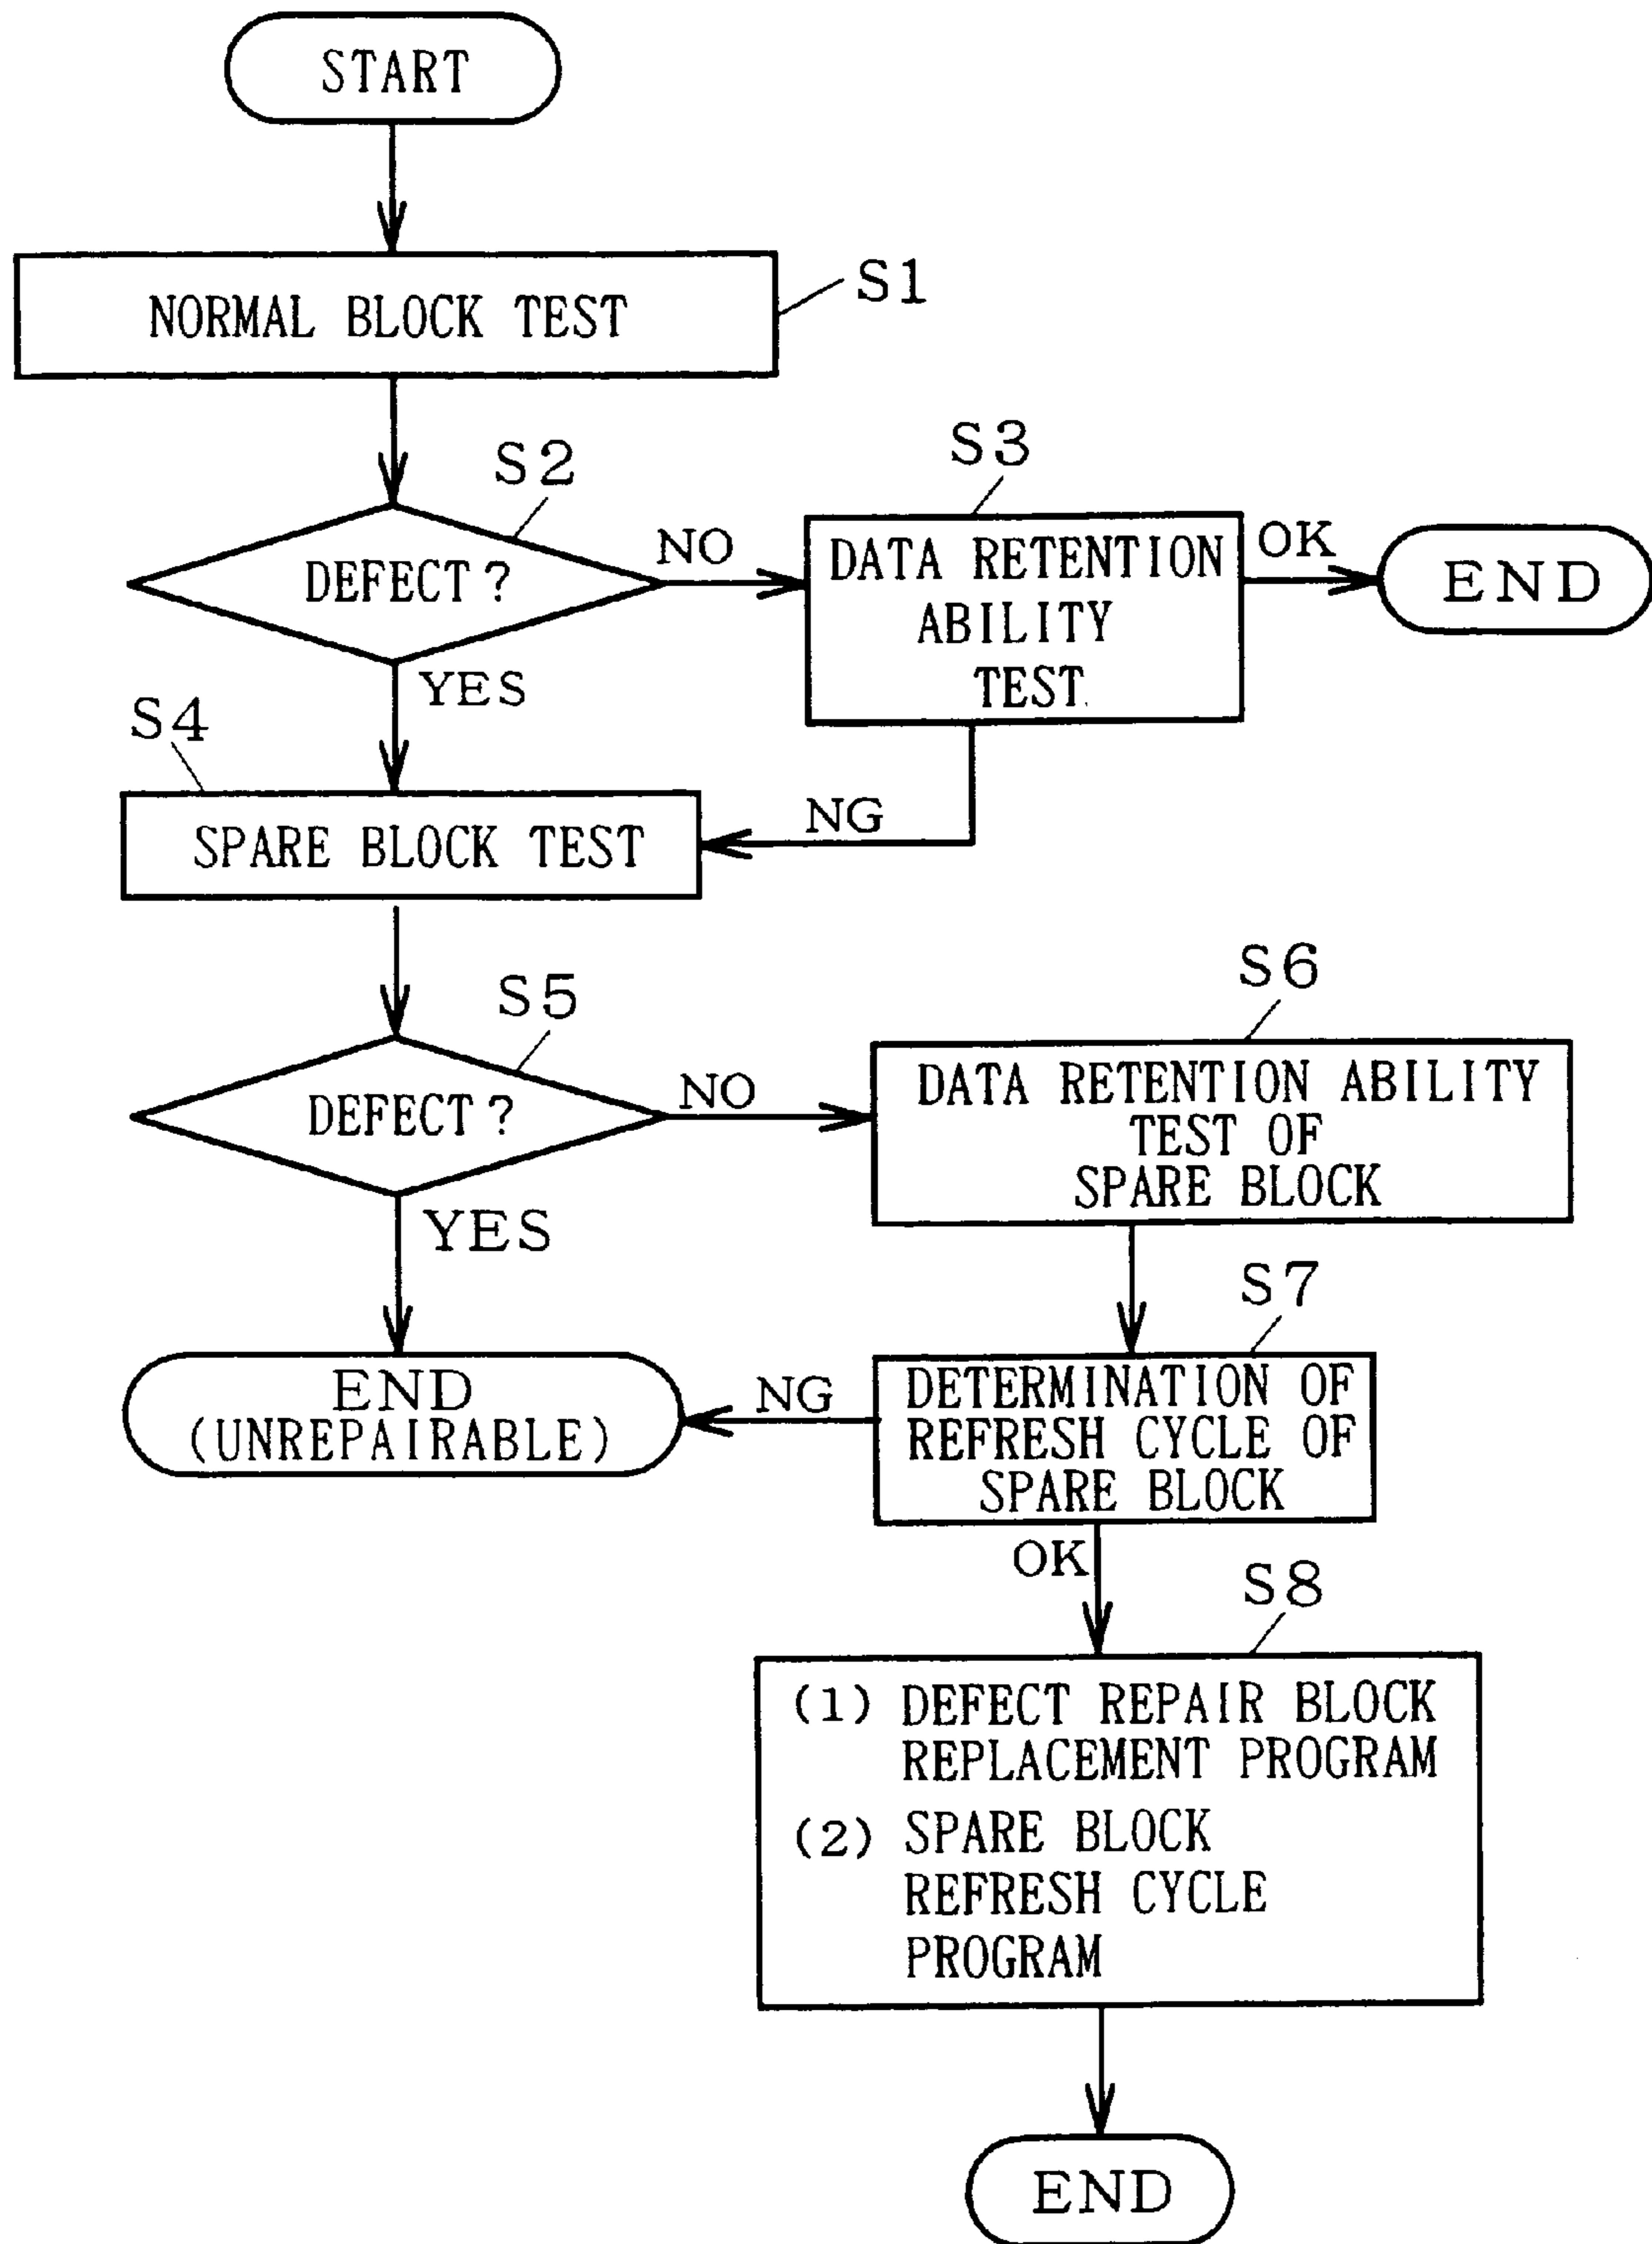 START
NORMAL BLOCK TEST
S1
S2
DEFECT?
NO
YES
S3
DATA RETENTION
ABILITY
TEST
OK
END
NG
S4
SPARE BLOCK TEST
S5
DEFECT?
NO
YES
S6
DATA RETENTION ABILITY
TEST OF
SPARE BLOCK
S7
DETERMINATION OF
REFRESH CYCLE OF
SPARE BLOCK
NG
END
(UNREPAIRABLE)
OK
S8
(1) DEFECT REPAIR BLOCK
REPLACEMENT PROGRAM
(2) SPARE BLOCK
REFRESH CYCLE
PROGRAM
END